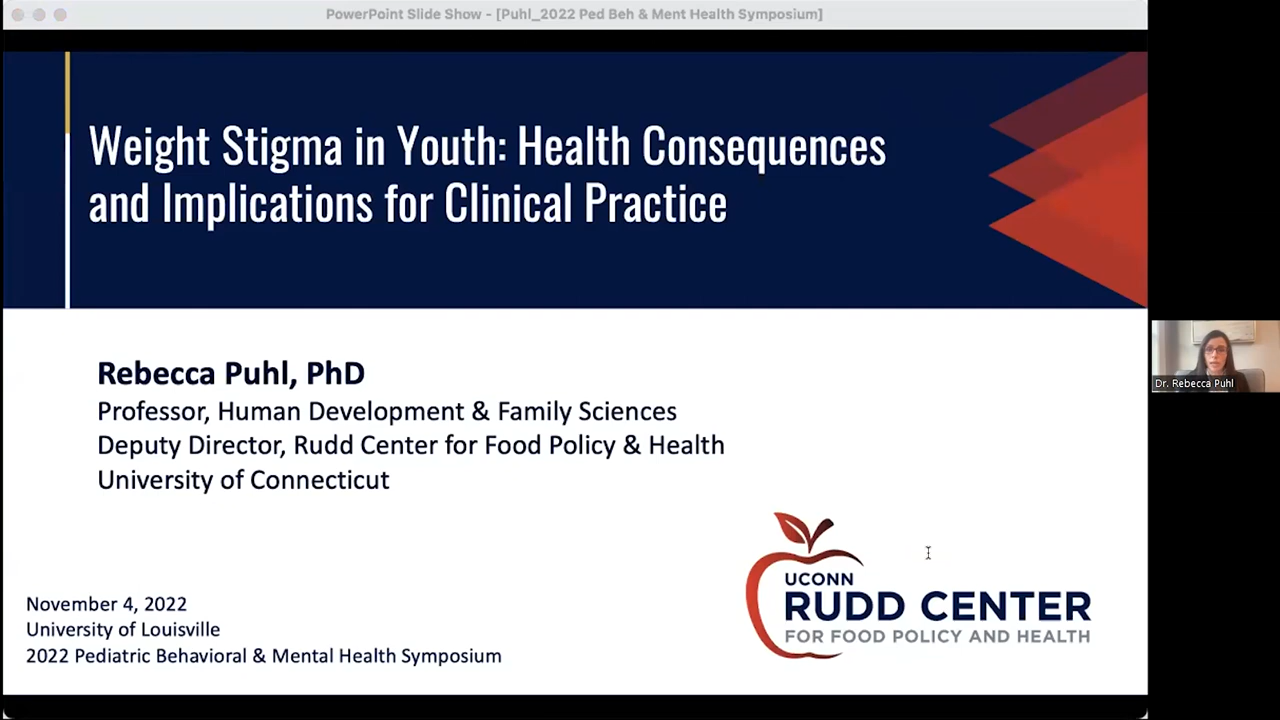 PowerPoint Slide Show - [Puhl_2022 Ped Beh & Ment Health Symposium]
Weight Stigma in Youth: Health Consequences
and Implications for Clinical Practice
Rebecca Puhl, PhD
Professor, Human Development & Family Sciences
Deputy Director, Rudd Center for Food Policy & Health
University of Connecticut
Dr. Rebecca Puhl
UCONN
RUDD CENTER
FOR FOOD POLICY AND HEALTH
November 4, 2022
University of Louisville
2022 Pediatric Behavioral & Mental Health Symposium